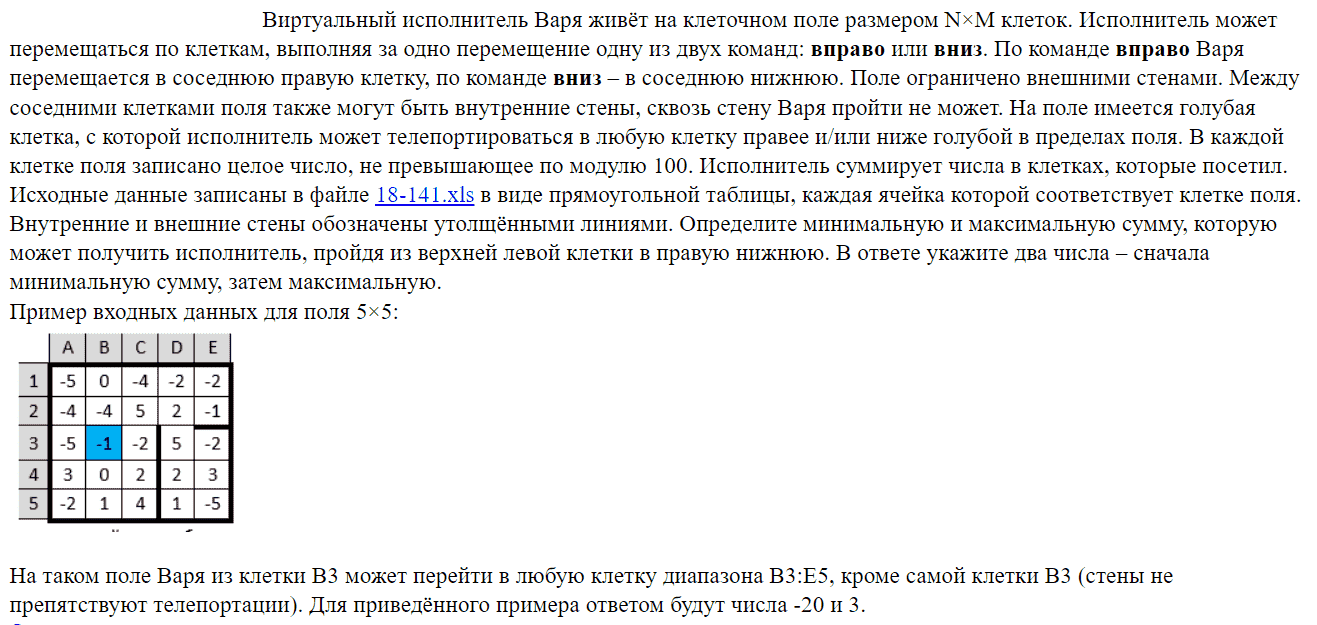 Виртуальный исполнитель Варя живёт на клеточном поле размером N×M клеток. Исполнитель может
перемещаться по клеткам, выполняя за одно перемещение одну из двух команд: вправо или вниз. По команде вправо Варя
перемещается в соседнюю правую клетку, по команде вниз – в соседнюю нижнюю. Поле ограничено внешними стенами. Между
соседними клетками поля также могут быть внутренние стены, сквозь стену Варя пройти не может. На поле имеется голубая
клетка, с которой исполнитель может телепортироваться в любую клетку правее и/или ниже голубой в пределах поля. В каждой
клетке поля записано целое число, не превышающее по модулю 100. Исполнитель суммирует числа в клетках, которые посетил.
Исходные данные записаны в файле 18-141.xls в виде прямоугольной таблицы, каждая ячейка которой соответствует клетке поля.
Внутренние и внешние стены обозначены утолщёнными линиями. Определите минимальную и максимальную сумму, которую
может получить исполнитель, пройдя из верхней левой клетки в правую нижнюю. В ответе укажите два числа – сначала
минимальную сумму, затем максимальную.
Пример входных данных для поля 5×5:
A B C D E
1 -5 0 -4 -2 -2
2 -4 -4 5 2 -1
3 -5 -1 -2 5 -2
4 3 0 2 2 3
5 -2 1 4 1 -5
На таком поле Варя из клетки B3 может перейти в любую клетку диапазона B3:E5, кроме самой клетки B3 (стены не
препятствуют телепортации). Для приведённого примера ответом будут числа -20 и 3.